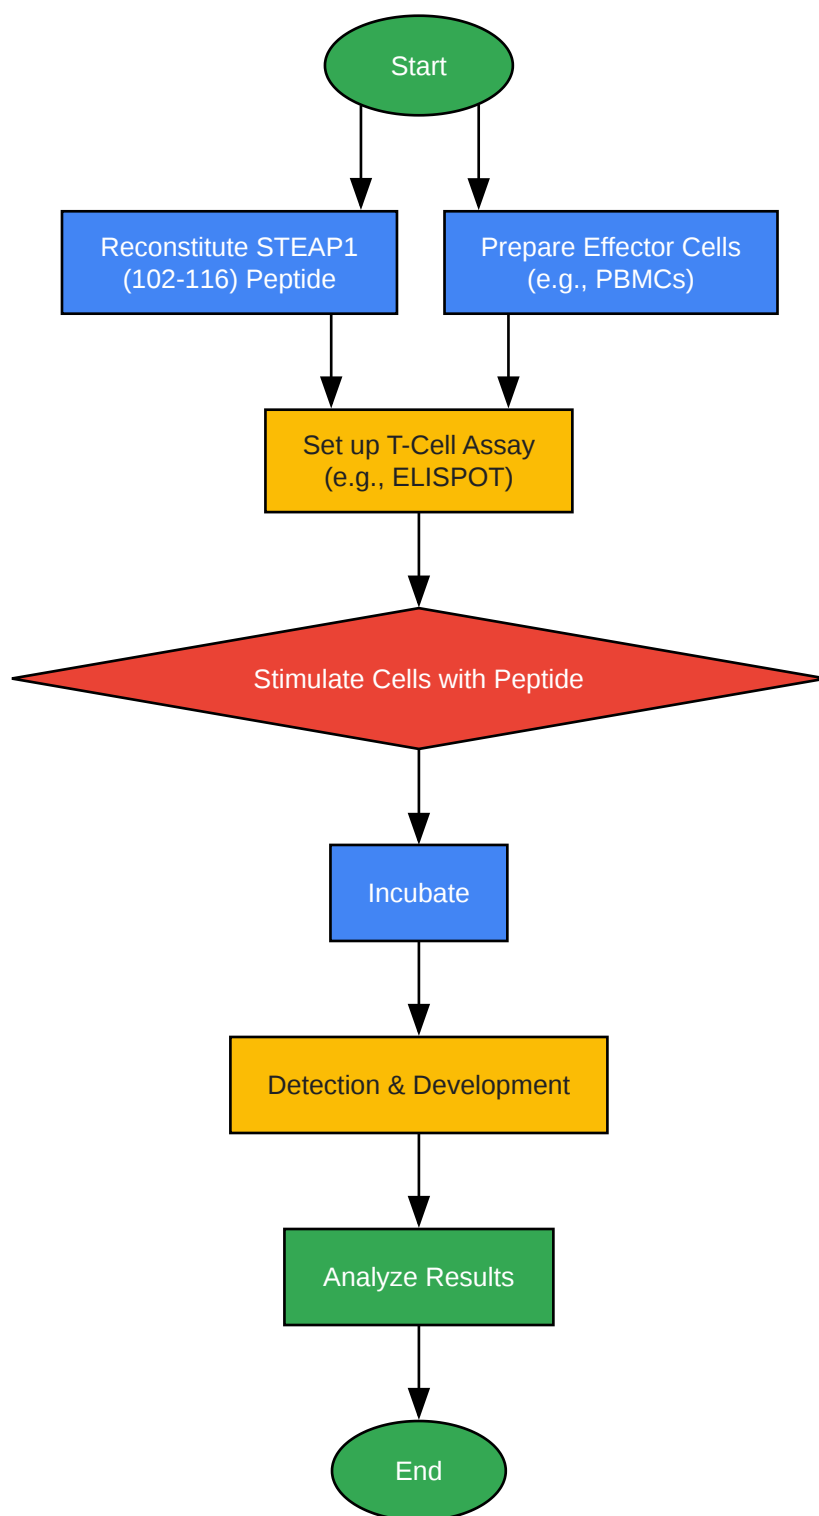 Start
Reconstitute STEAP1
(102-116) Peptide
Prepare Effector Cells
(e.g., PBMCs)
Set up T-Cell Assay
(e.g., ELISPOT)
Stimulate Cells with Peptide
Incubate
Detection & Development
Analyze Results
End